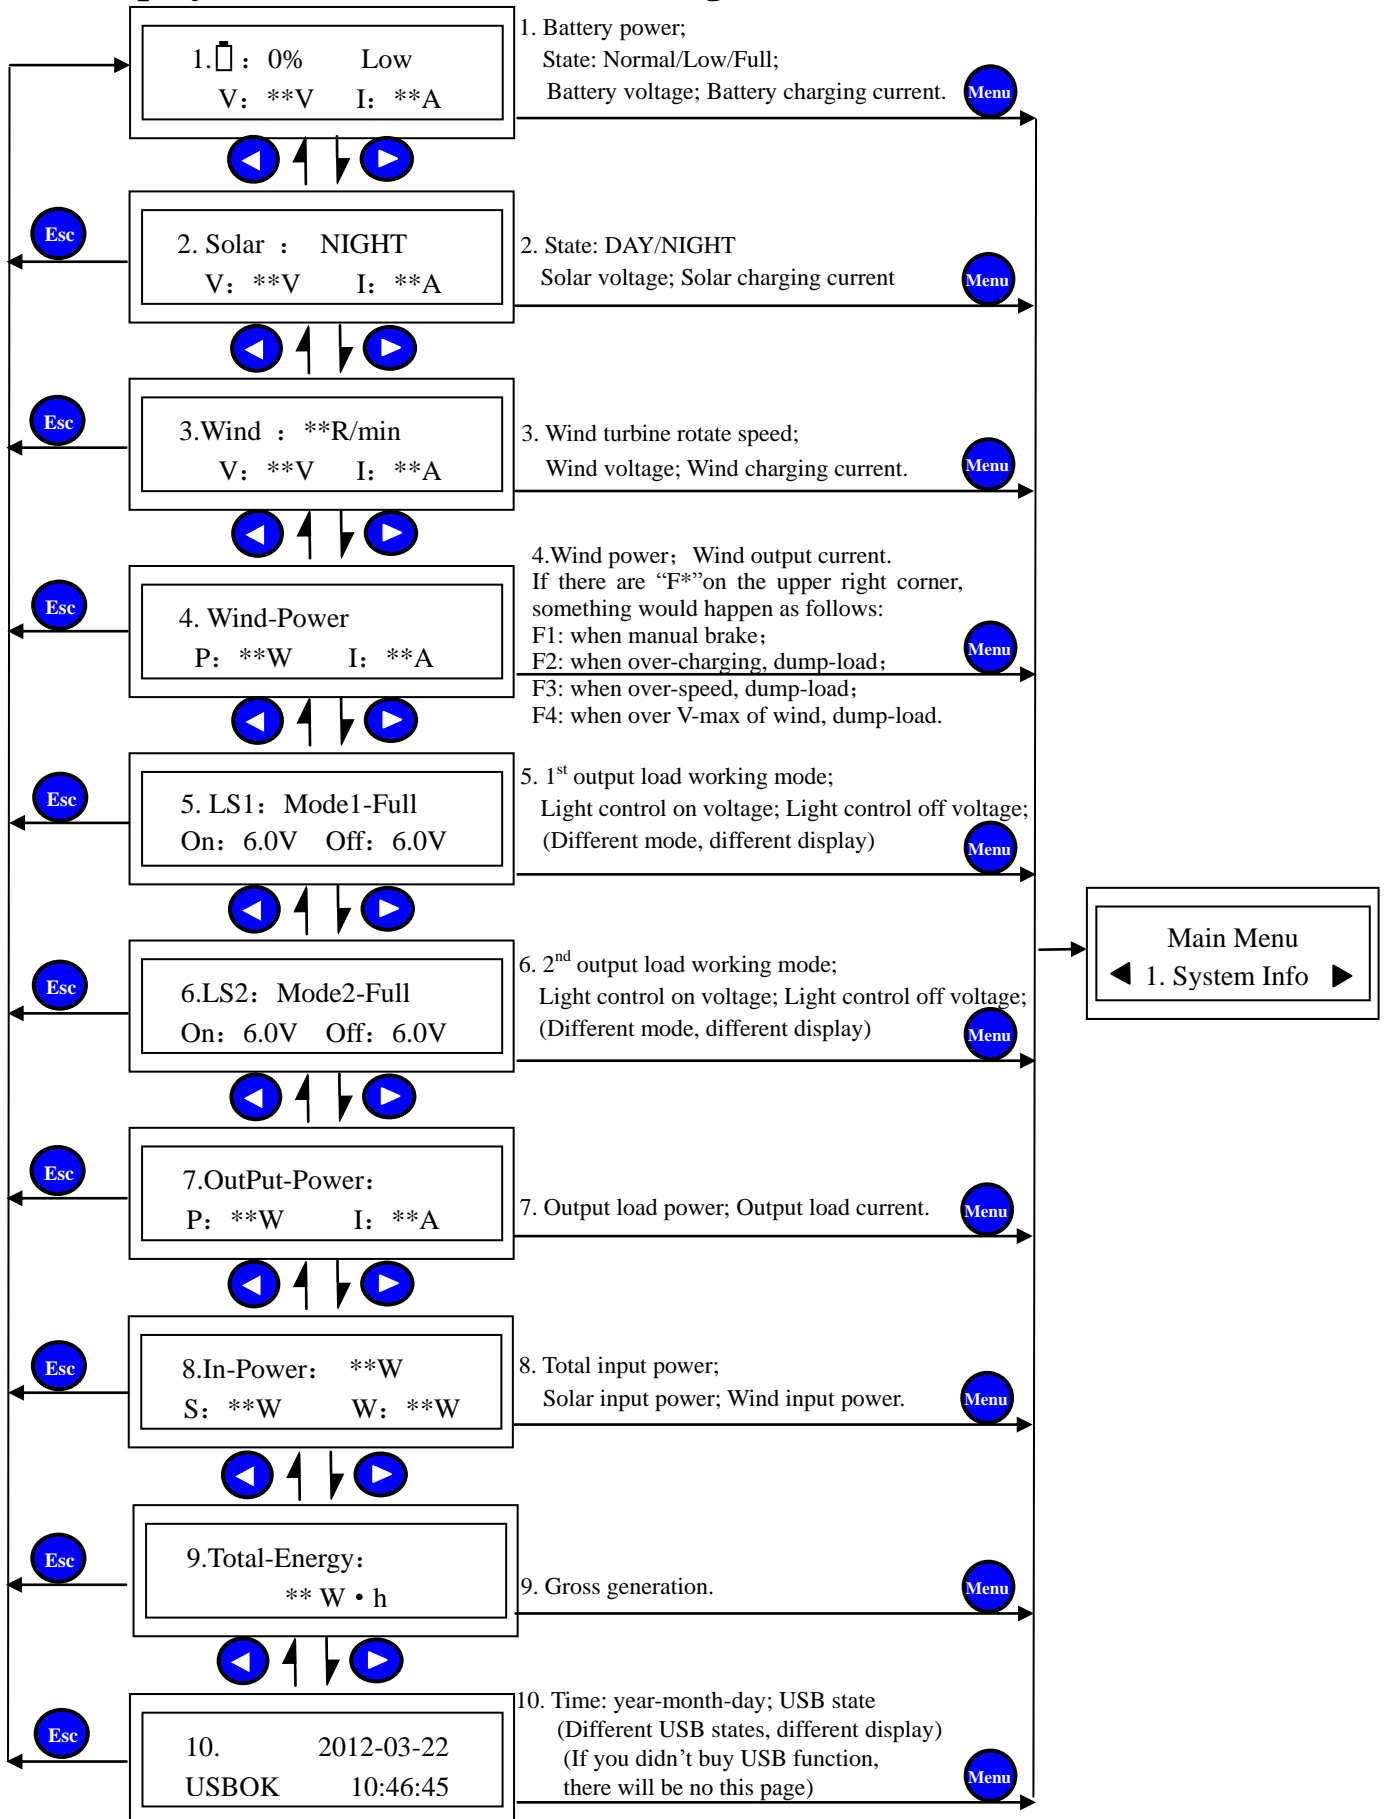 1. : 0% Low
V: **V I: **A
1. Battery power;
State: Normal/Low/Full;
Battery voltage; Battery charging current.
Menu
Esc
2. Solar : NIGHT
V: **V I: **A
2. State: DAY/NIGHT
Solar voltage; Solar charging current
Menu
Esc
3.Wind : **R/min
V: **V I: **A
3. Wind turbine rotate speed;
Wind voltage; Wind charging current.
Menu
Esc
4. Wind-Power
P: **W I: **A
4.Wind power; Wind output current.
If there are “F*”on the upper right corner,
something would happen as follows:
F1: when manual brake;
F2: when over-charging, dump-load;
F3: when over-speed, dump-load;
F4: when over V-max of wind, dump-load.
Menu
Esc
5. LS1: Mode1-Full
On: 6.0V Off: 6.0V
5. 1st output load working mode;
Light control on voltage; Light control off voltage;
(Different mode, different display)
Menu
Esc
6.LS2: Mode2-Full
On: 6.0V Off: 6.0V
6. 2nd output load working mode;
Light control on voltage; Light control off voltage;
(Different mode, different display)
Menu
Main Menu
1. System Info
Esc
7.OutPut-Power:
P: **W I: **A
7. Output load power; Output load current.
Menu
Esc
8.In-Power: **W
S: **W W: **W
8. Total input power;
Solar input power; Wind input power.
Menu
Esc
9.Total-Energy:
** W·h
9. Gross generation.
Menu
Esc
10. 2012-03-22
USBOK 10:46:45
10. Time: year-month-day; USB state
(Different USB states, different display)
(If you didn’t buy USB function,
there will be no this page)
Menu